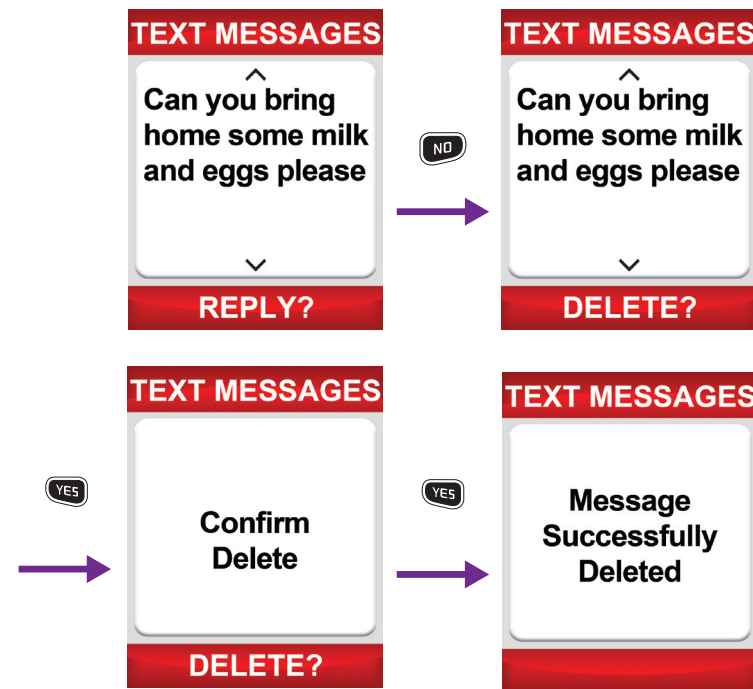 TEXT MESSAGES
Can you bring
home some milk
and eggs please
REPLY?
NO
TEXT MESSAGES
Can you bring
home some milk
and eggs please
DELETE?
YES
TEXT MESSAGES
Confirm
Delete
DELETE?
YES
TEXT MESSAGES
Message
Successfully
Deleted